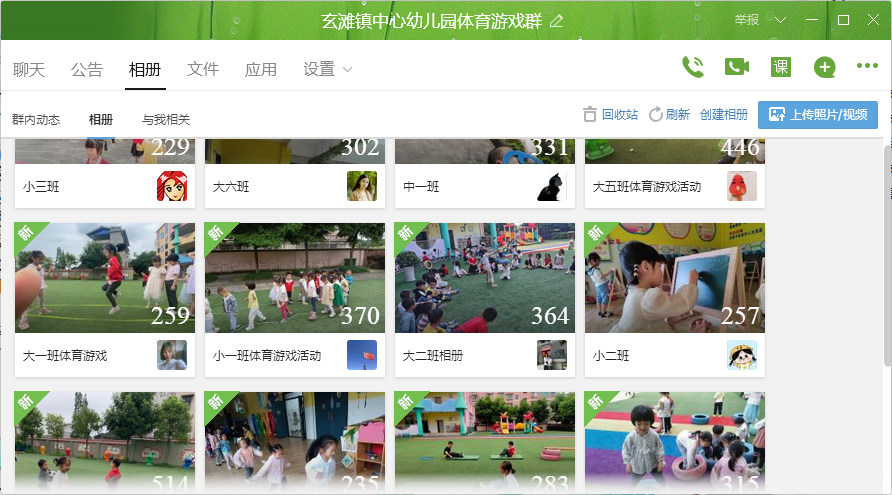 玄滩镇中心幼儿园体育游戏群
举报
聊天 公告 相册 文件 应用 设置
课
群内动态 相册 与我相关
回收站 刷新 创建相册 上传照片/视频
229 302 331 446
小三班 大六班 中一班 大五班体育游戏活动
新 新 新 新
259 370 364 257
大一班体育游戏 小一班体育游戏活动 大二班相册 小二班
新 新 新 新
514 235 283 315